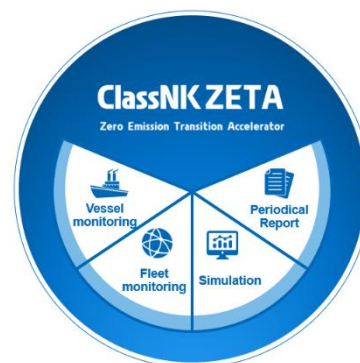 ClassNK ZETA
Zero Emission Transition Accelerator
Vessel
monitoring
Fleet
monitoring
Simulation
Periodical
Report